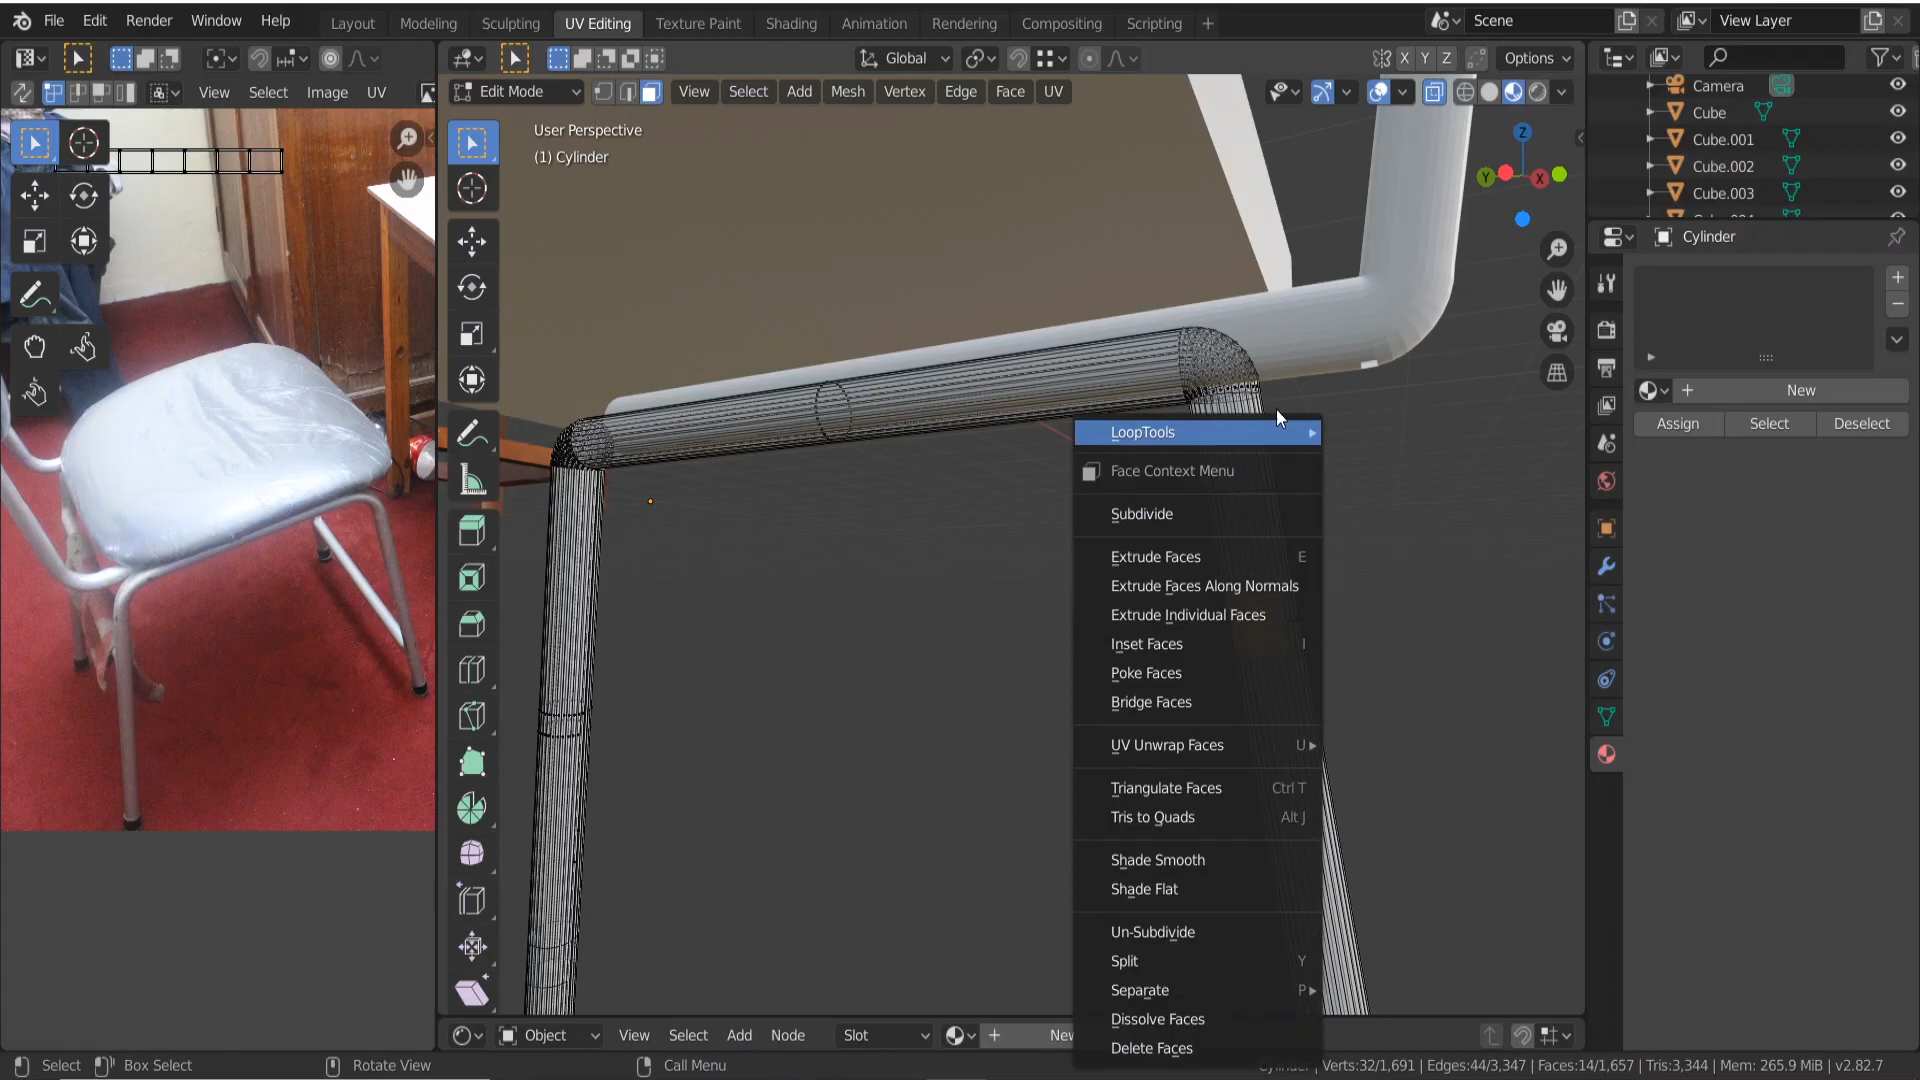 File Edit Render Window Help Layout Modeling Sculpting UV Editing Texture Paint Shading Animation Rendering Compositing Scripting + Scene View Layer
Global X Y Z Options
View Select Image UV Edit Mode View Select Add Mesh Vertex Edge Face UV
User Perspective
(1) Cylinder
Z
Y
X
Camera
Cube
Cube.001
Cube.002
Cube.003
Cylinder
New
Assign Select Deselect
LoopTools
Face Context Menu
Subdivide
Extrude Faces E
Extrude Faces Along Normals
Extrude Individual Faces
Inset Faces I
Poke Faces
Bridge Faces
UV Unwrap Faces U
Triangulate Faces Ctrl T
Tris to Quads Alt J
Shade Smooth
Shade Flat
Un-Subdivide
Split Y
Separate P
Dissolve Faces
Delete Faces
Object View Select Add Node Slot New
Select Box Select Rotate View Call Menu Cylinder | Verts:32/1,691 | Edges:44/3,347 | Faces:14/1,657 | Tris:3,344 | Mem: 265.9 MiB | v2.82.7